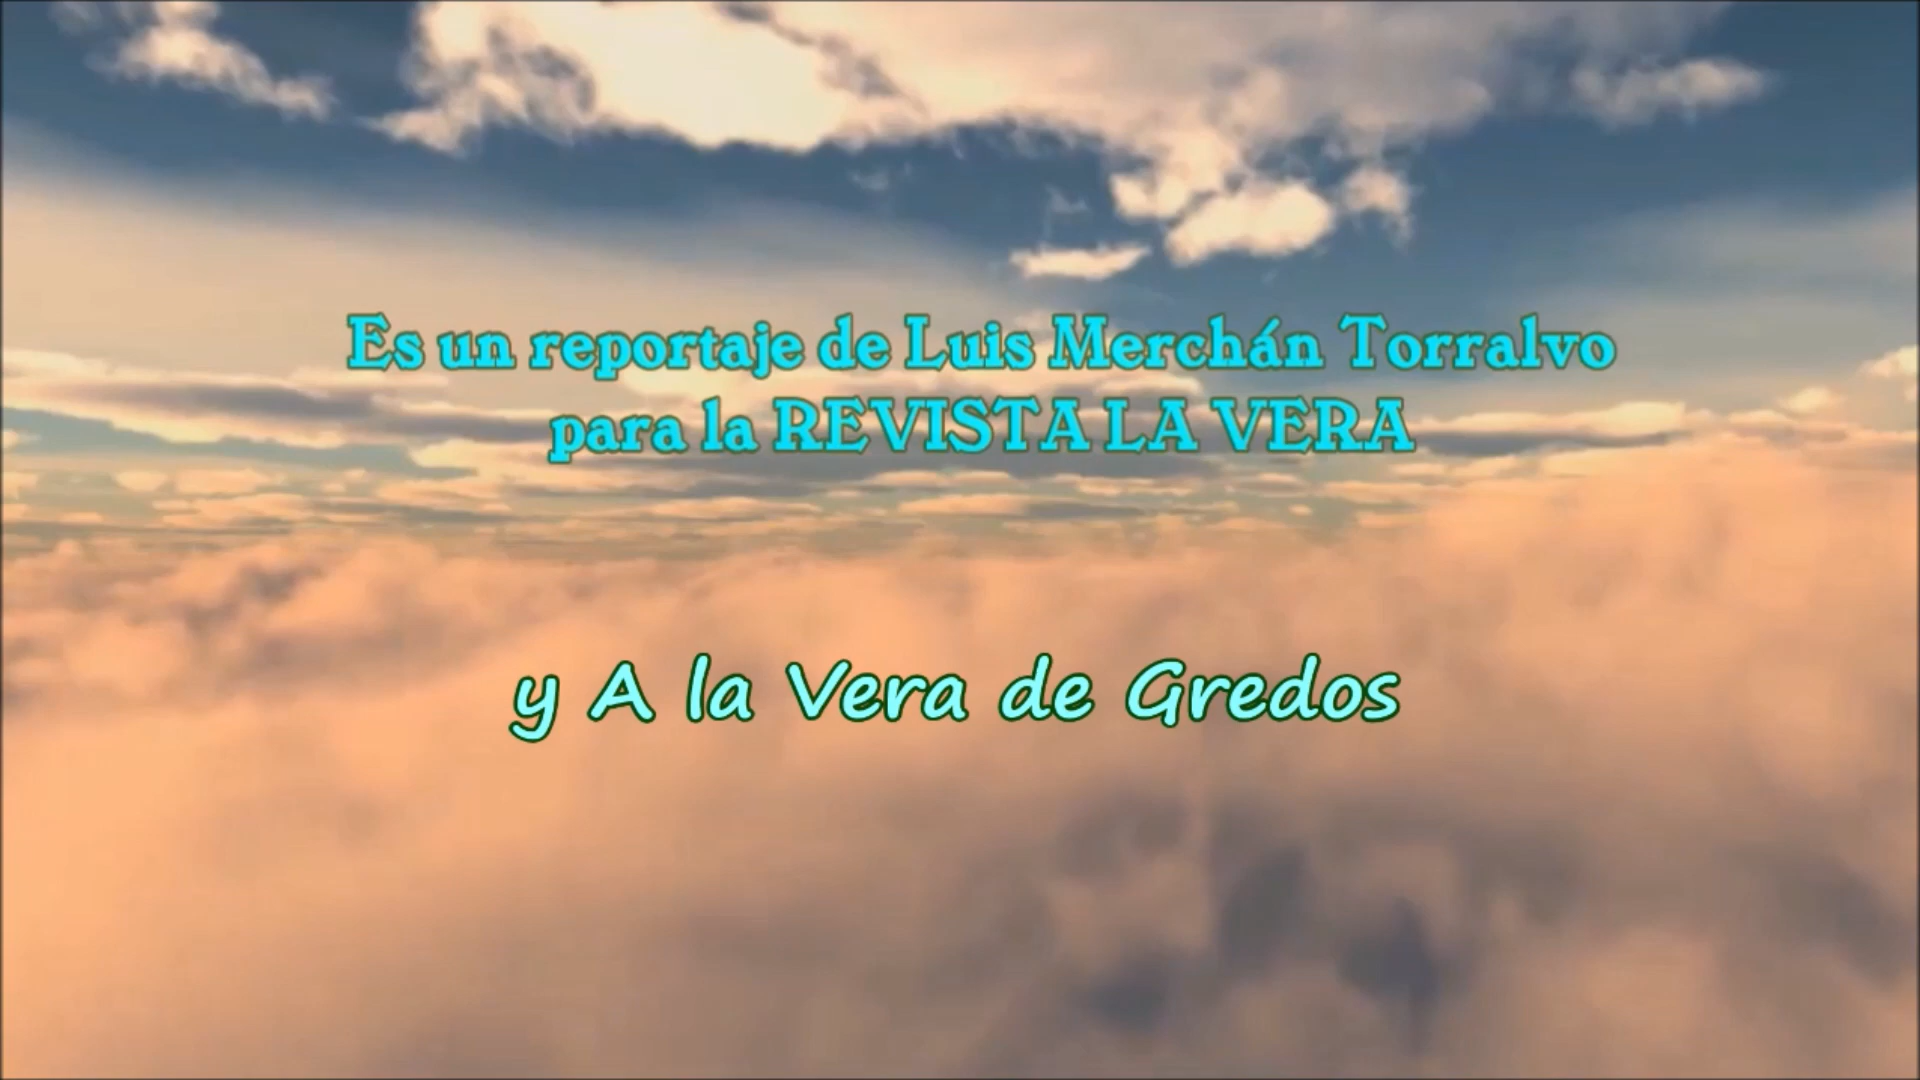 Es un reportaje de Luis Merchán Torralvo
para la REVISTA LA VERA
y A la Vera de Gredos